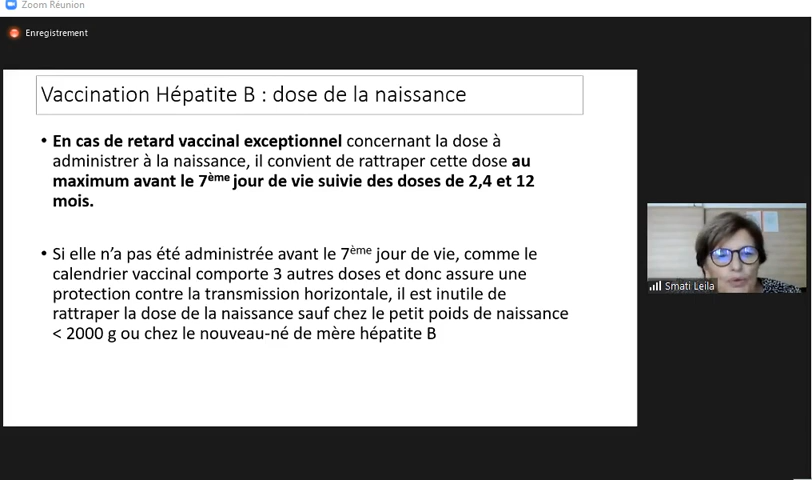 Zoom Réunion
Enregistrement
Vaccination Hépatite B : dose de la naissance
• En cas de retard vaccinal exceptionnel concernant la dose à
administrer à la naissance, il convient de rattraper cette dose au
maximum avant le 7ème jour de vie suivie des doses de 2,4 et 12
mois.
• Si elle n’a pas été administrée avant le 7ème jour de vie, comme le
calendrier vaccinal comporte 3 autres doses et donc assure une
protection contre la transmission horizontale, il est inutile de
rattraper la dose de la naissance sauf chez le petit poids de naissance
< 2000 g ou chez le nouveau-né de mère hépatite B
Smati Leila